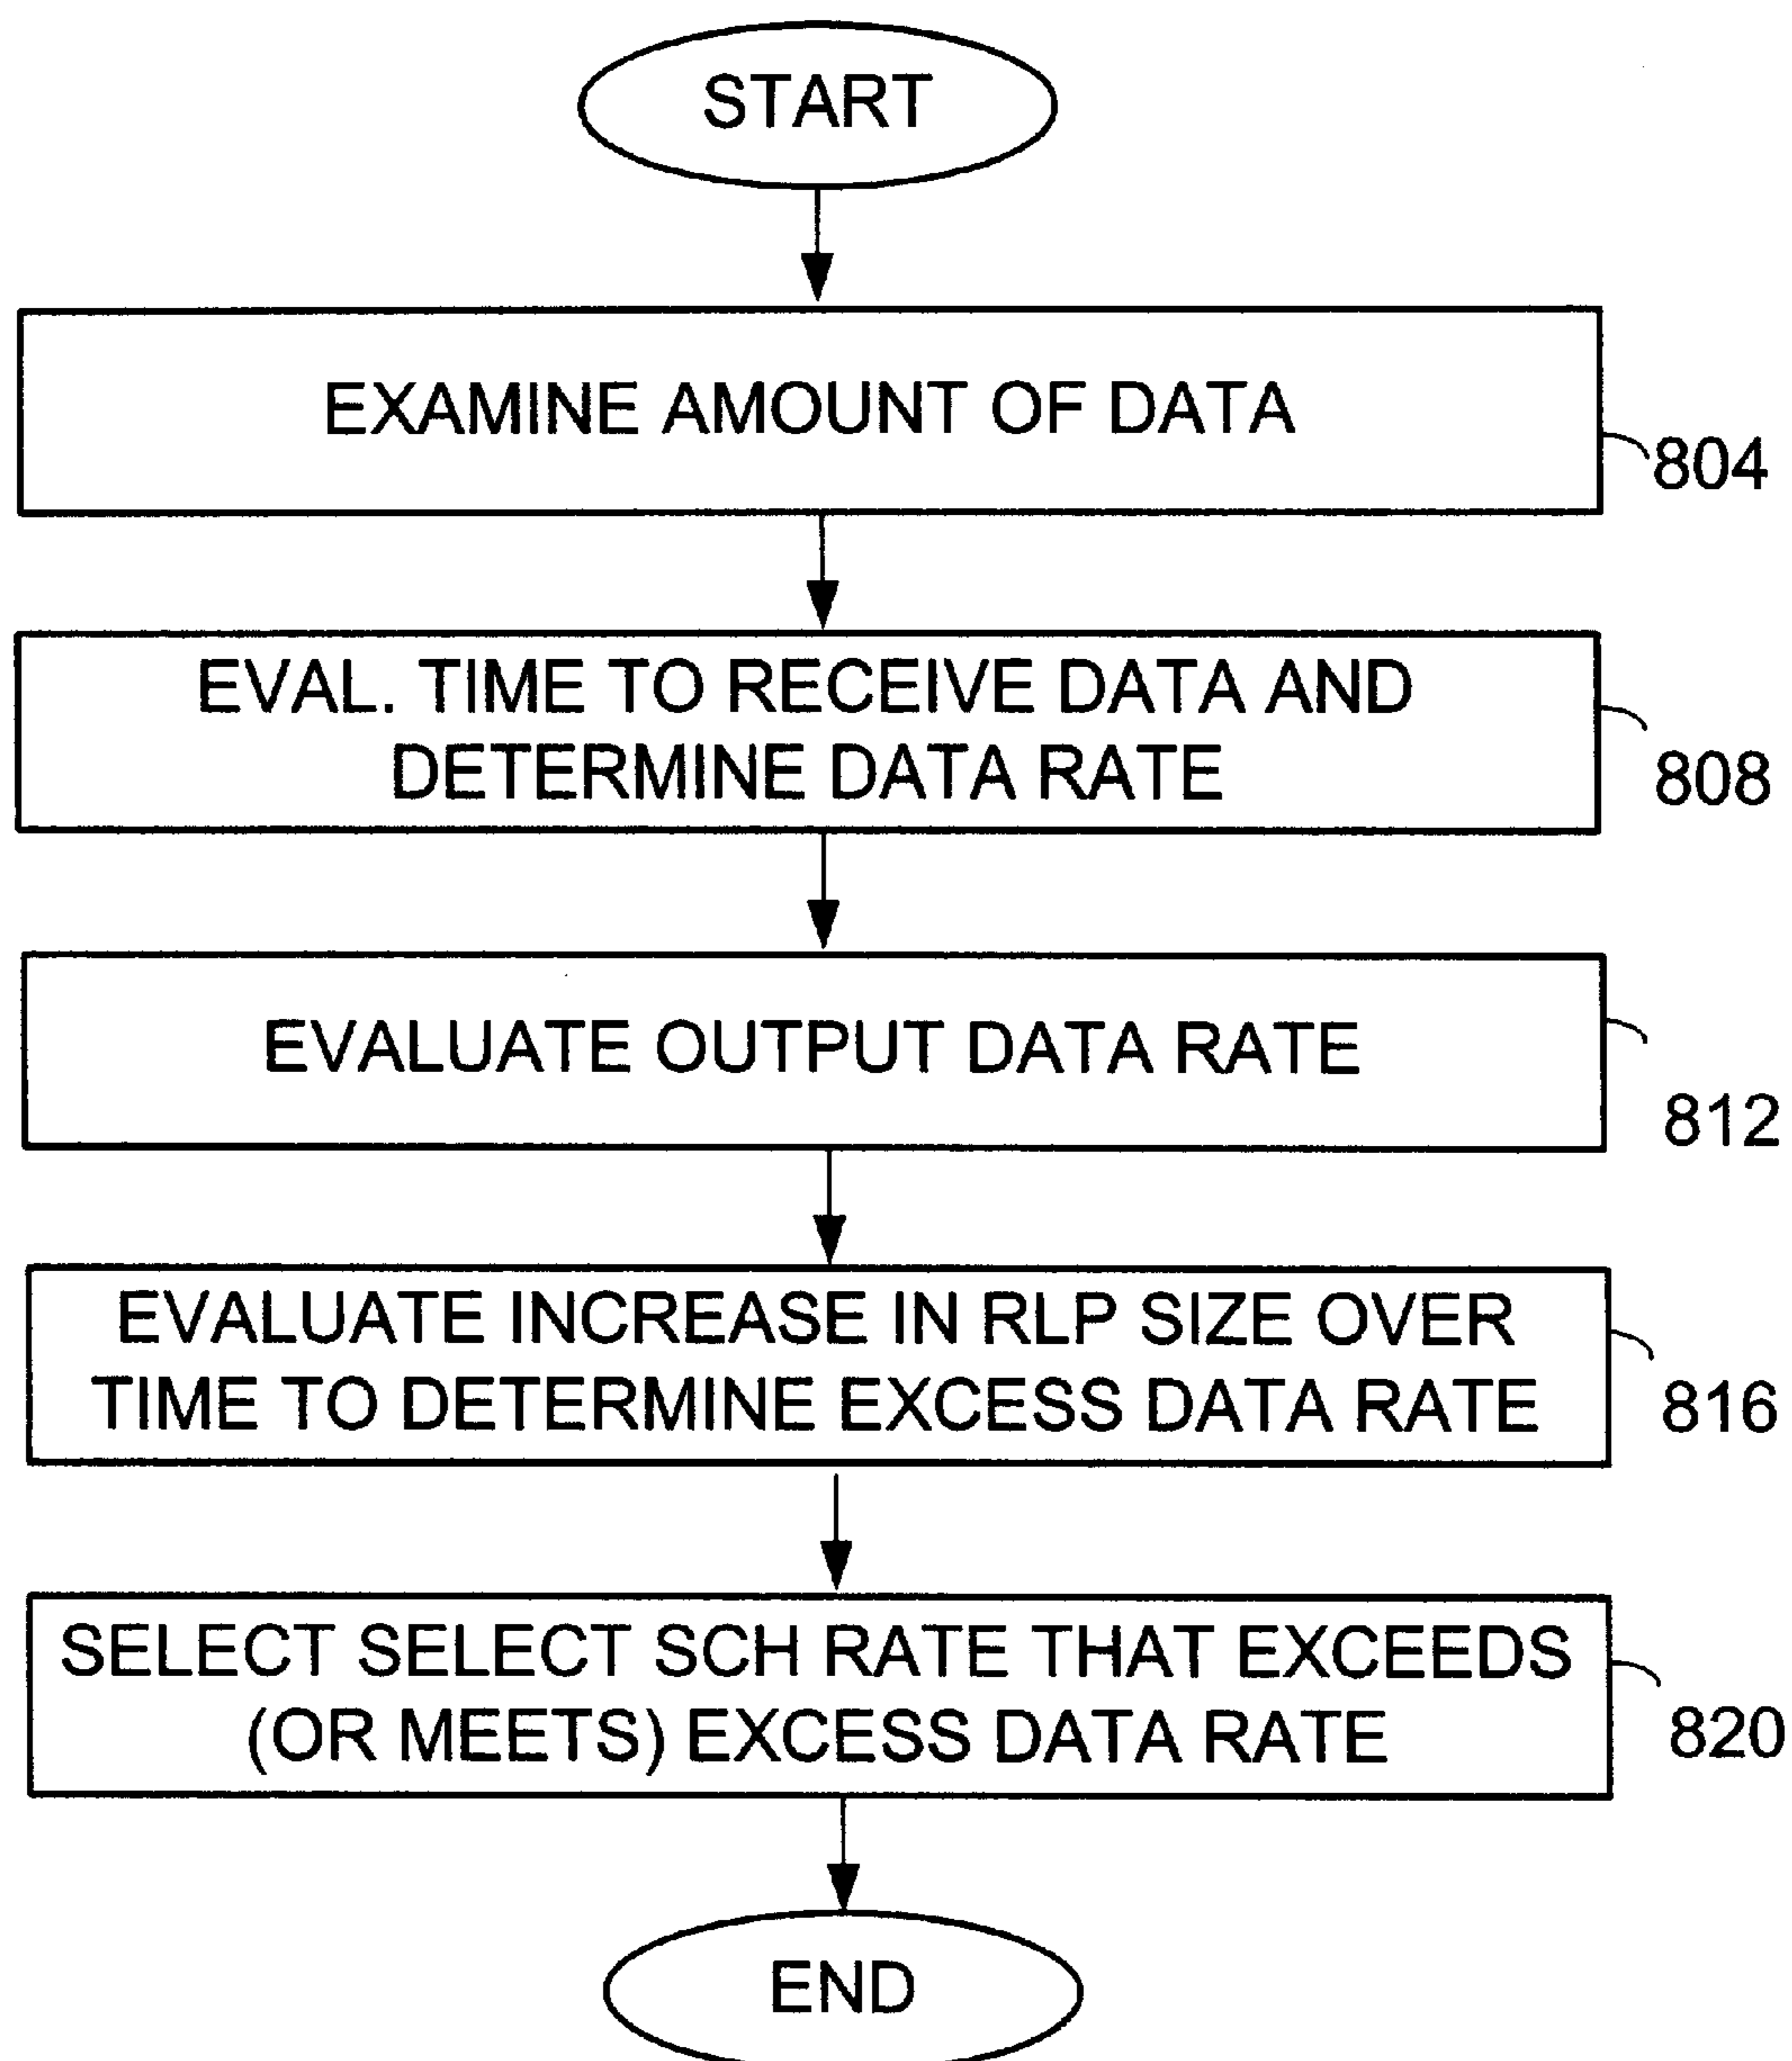 START
EXAMINE AMOUNT OF DATA
804
EVAL. TIME TO RECEIVE DATA AND
DETERMINE DATA RATE
808
EVALUATE OUTPUT DATA RATE
812
EVALUATE INCREASE IN RLP SIZE OVER
TIME TO DETERMINE EXCESS DATA RATE
816
SELECT SELECT SCH RATE THAT EXCEEDS
(OR MEETS) EXCESS DATA RATE
820
END